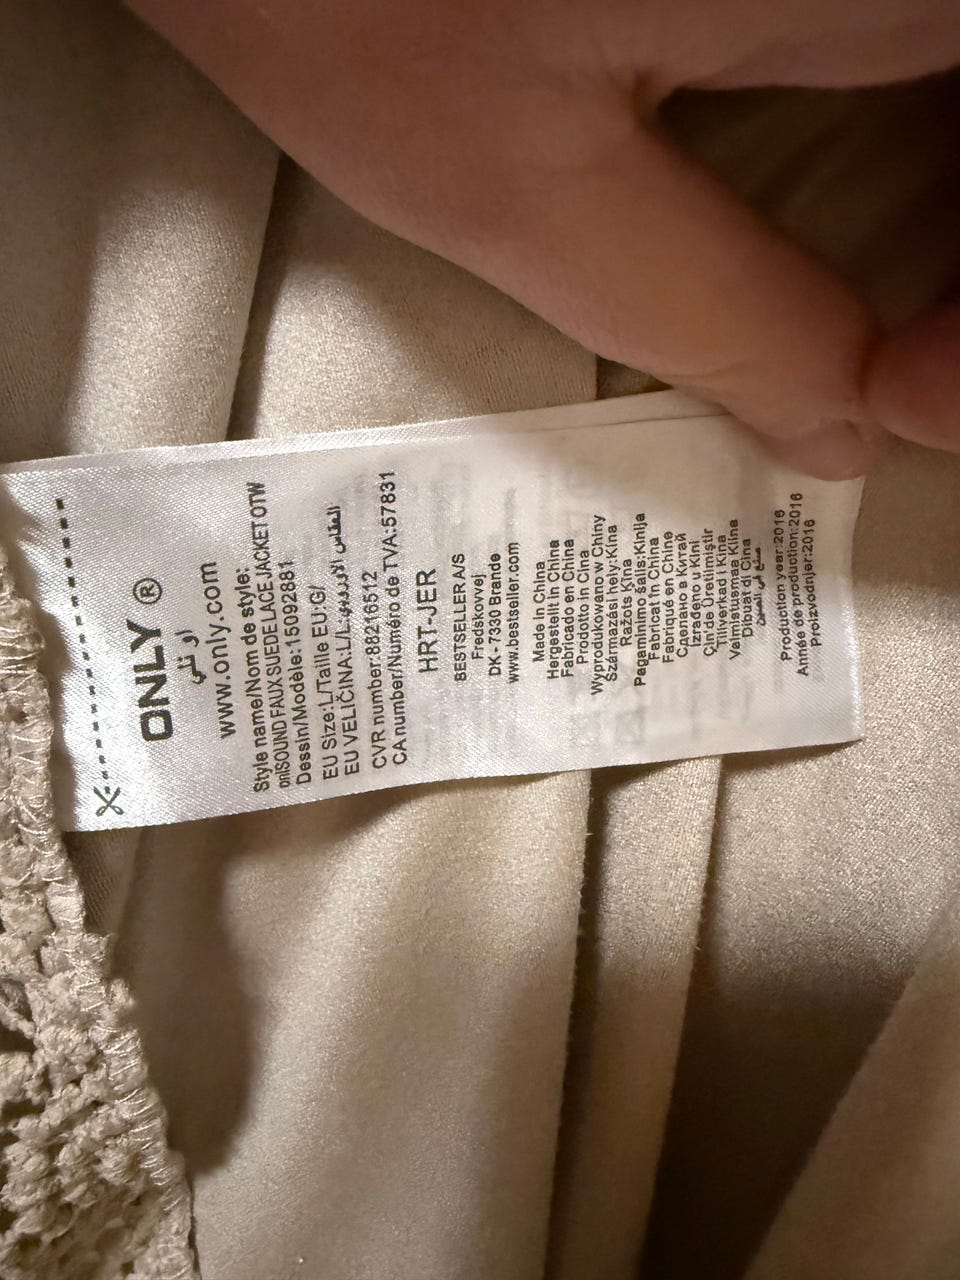 ONLY ®
اونلي
www.only.com
Style name/Nom de style:
onlSOUND FAUX SUEDE LACE JACKET OTW
Dessin/Modèle:15092881
EU Size:L/Taille EU:G/
EU VELIČINA:L/L:المقاس الاوروبي
CVR number:88216512
CA number/Numéro de TVA:57831
HRT-JER
BESTSELLER A/S
Fredskovvej
DK - 7330 Brande
www.bestseller.com
Made in China
Hergestellt in China
Fabricado en China
Prodotto in Cina
Wyprodukowano w Chiny
Származási hely:Kína
Ražots Ķīna
Pagaminimo šalis:Kinija
Fabricat în China
Fabriqué en Chine
Сделано в Китай
Izrađeno u Kini
Çin'de Üretilmiştir
Tillverkad i Kina
Valmistusmaa Kiina
Dibuat di Cina
صنع في الصين
Production year:2016
Année de production:2016
Proizvodnjer:2016